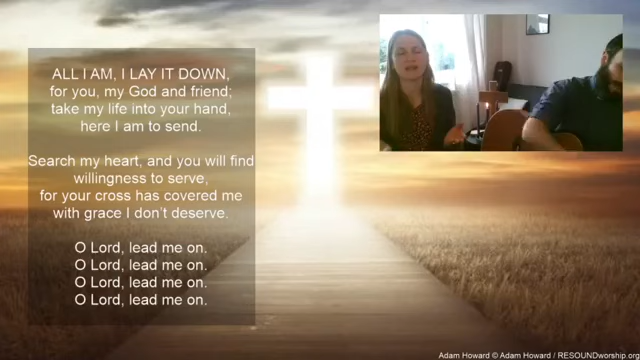 ALL I AM, I LAY IT DOWN,
for you, my God and friend;
take my life into your hand,
here I am to send.
Search my heart, and you will find
willingness to serve,
for your cross has covered me
with grace I don't deserve.
O Lord, lead me on.
O Lord, lead me on.
O Lord, lead me on.
O Lord, lead me on.
Adam Howard © Adam Howard / RESOUNDworship.org